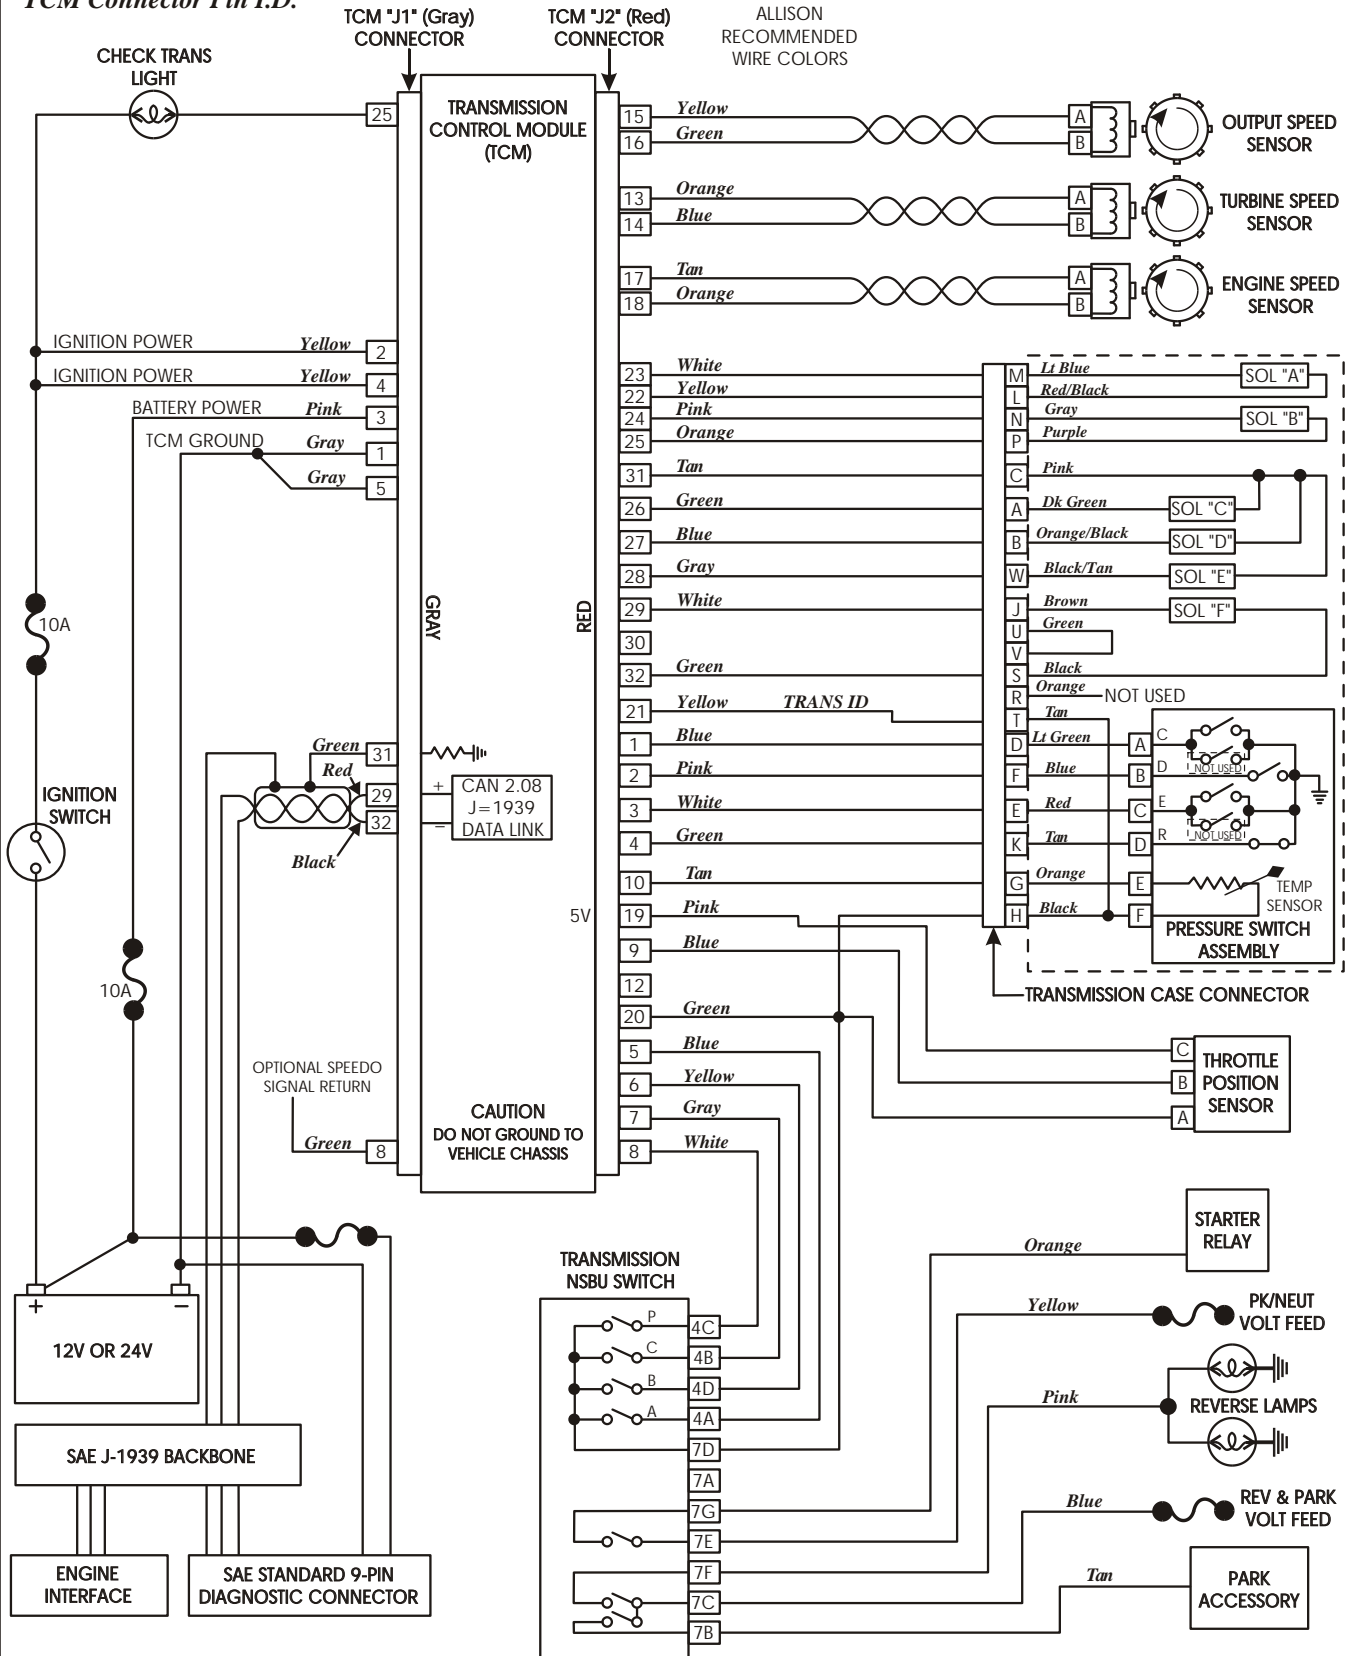 TCM Connector Pin I.D.
TCM "J1" (Gray)
CONNECTOR
TCM "J2" (Red)
CONNECTOR
ALLISON
RECOMMENDED
WIRE COLORS
CHECK TRANS
LIGHT
25
TRANSMISSION
CONTROL MODULE
(TCM)
15 Yellow A
16 Green B
OUTPUT SPEED
SENSOR
13 Orange A
14 Blue B
TURBINE SPEED
SENSOR
17 Tan A
18 Orange B
ENGINE SPEED
SENSOR
IGNITION POWER Yellow 2
IGNITION POWER Yellow 4
BATTERY POWER Pink 3
TCM GROUND Gray 1
Gray 5
23 White M Lt Blue SOL "A"
22 Yellow L Red/Black
24 Pink N Gray SOL "B"
25 Orange P Purple
31 Tan C Pink
26 Green A Dk Green SOL "C"
27 Blue B Orange/Black SOL "D"
28 Gray W Black/Tan SOL "E"
29 White J Brown SOL "F"
U Green
30 V
32 Green S Black
R Orange NOT USED
21 Yellow TRANS ID T Tan
1 Blue D Lt Green A C
NOT USED
2 Pink F Blue B D
3 White E Red C E
NOT USED
4 Green K Tan D R
10 Tan G Orange E
TEMP
SENSOR
5V 19 Pink H Black F
PRESSURE SWITCH
ASSEMBLY
9 Blue
12
20 Green
5 Blue
6 Yellow
7 Gray
8 White
TRANSMISSION CASE CONNECTOR
C
B
A
THROTTLE
POSITION
SENSOR
GRAY
RED
10A
IGNITION
SWITCH
10A
Green 31
Red 29
Black 32
+
–
CAN 2.08
J=1939
DATA LINK
OPTIONAL SPEEDO
SIGNAL RETURN
Green 8
CAUTION
DO NOT GROUND TO
VEHICLE CHASSIS
+
–
12V OR 24V
SAE J-1939 BACKBONE
ENGINE
INTERFACE
SAE STANDARD 9-PIN
DIAGNOSTIC CONNECTOR
TRANSMISSION
NSBU SWITCH
P 4C
C 4B
B 4D
A 4A
7D
7A
7G
7E
7F
7C
7B
Orange
STARTER
RELAY
Yellow
PK/NEUT
VOLT FEED
Pink
REVERSE LAMPS
Blue
REV & PARK
VOLT FEED
Tan
PARK
ACCESSORY